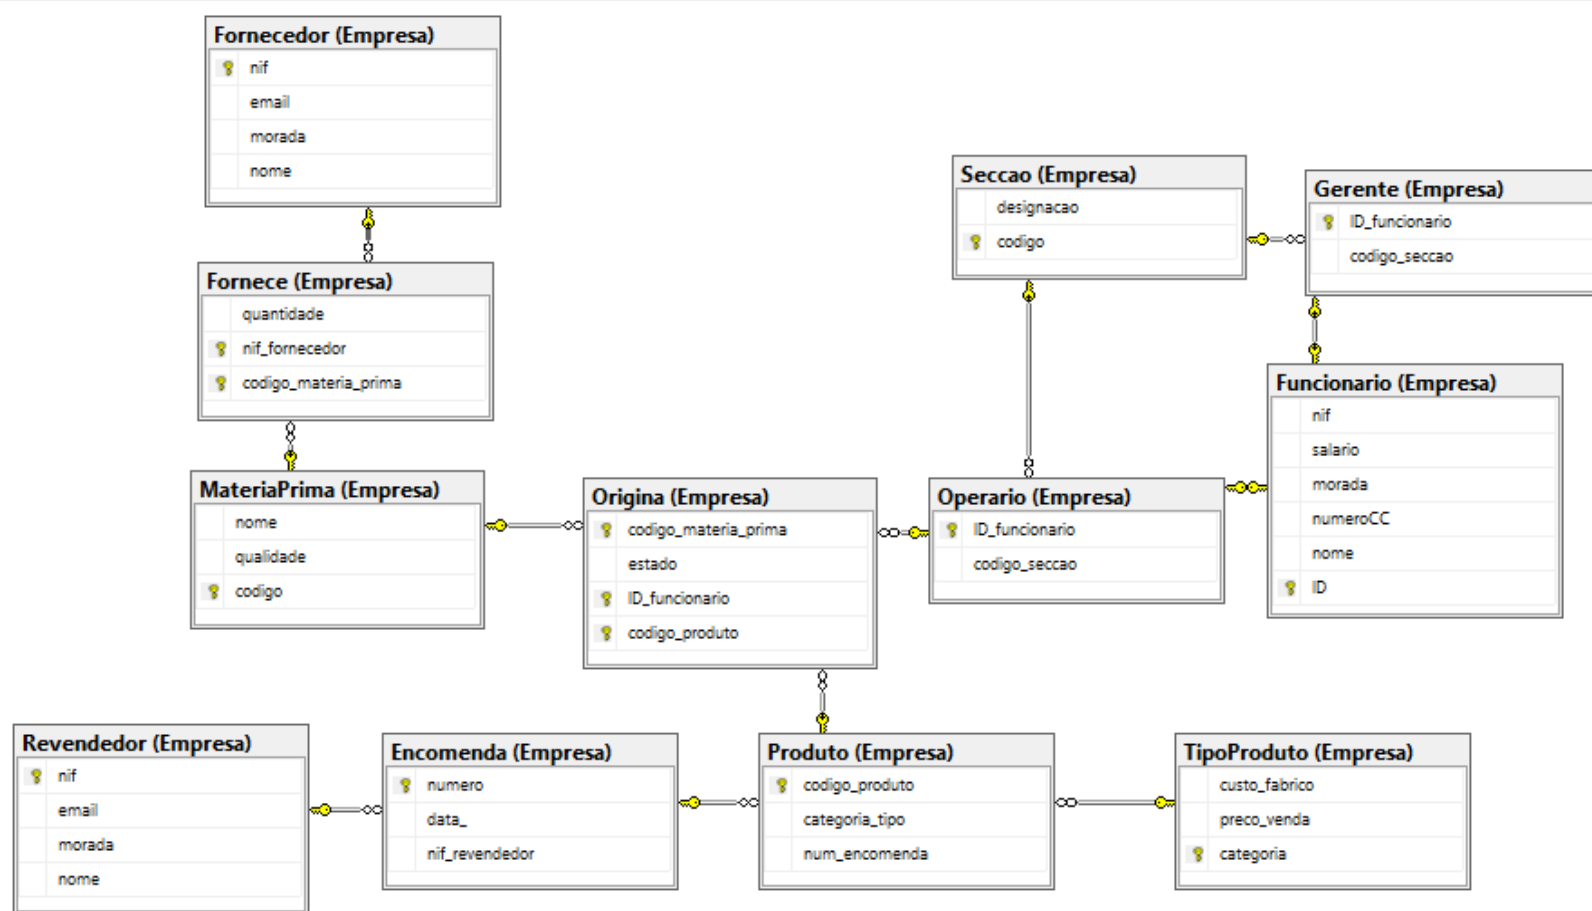 Fornecedor (Empresa)
nif
email
morada
nome
Fornece (Empresa)
quantidade
nif_fornecedor
codigo_materia_prima
MateriaPrima (Empresa)
nome
qualidade
codigo
Origina (Empresa)
codigo_materia_prima
estado
ID_funcionario
codigo_produto
Seccao (Empresa)
designacao
codigo
Gerente (Empresa)
ID_funcionario
codigo_seccao
Operario (Empresa)
ID_funcionario
codigo_seccao
Funcionario (Empresa)
nif
salario
morada
numeroCC
nome
ID
Revendedor (Empresa)
nif
email
morada
nome
Encomenda (Empresa)
numero
data_
nif_revendedor
Produto (Empresa)
codigo_produto
categoria_tipo
num_encomenda
TipoProduto (Empresa)
custo_fabrico
preco_venda
categoria